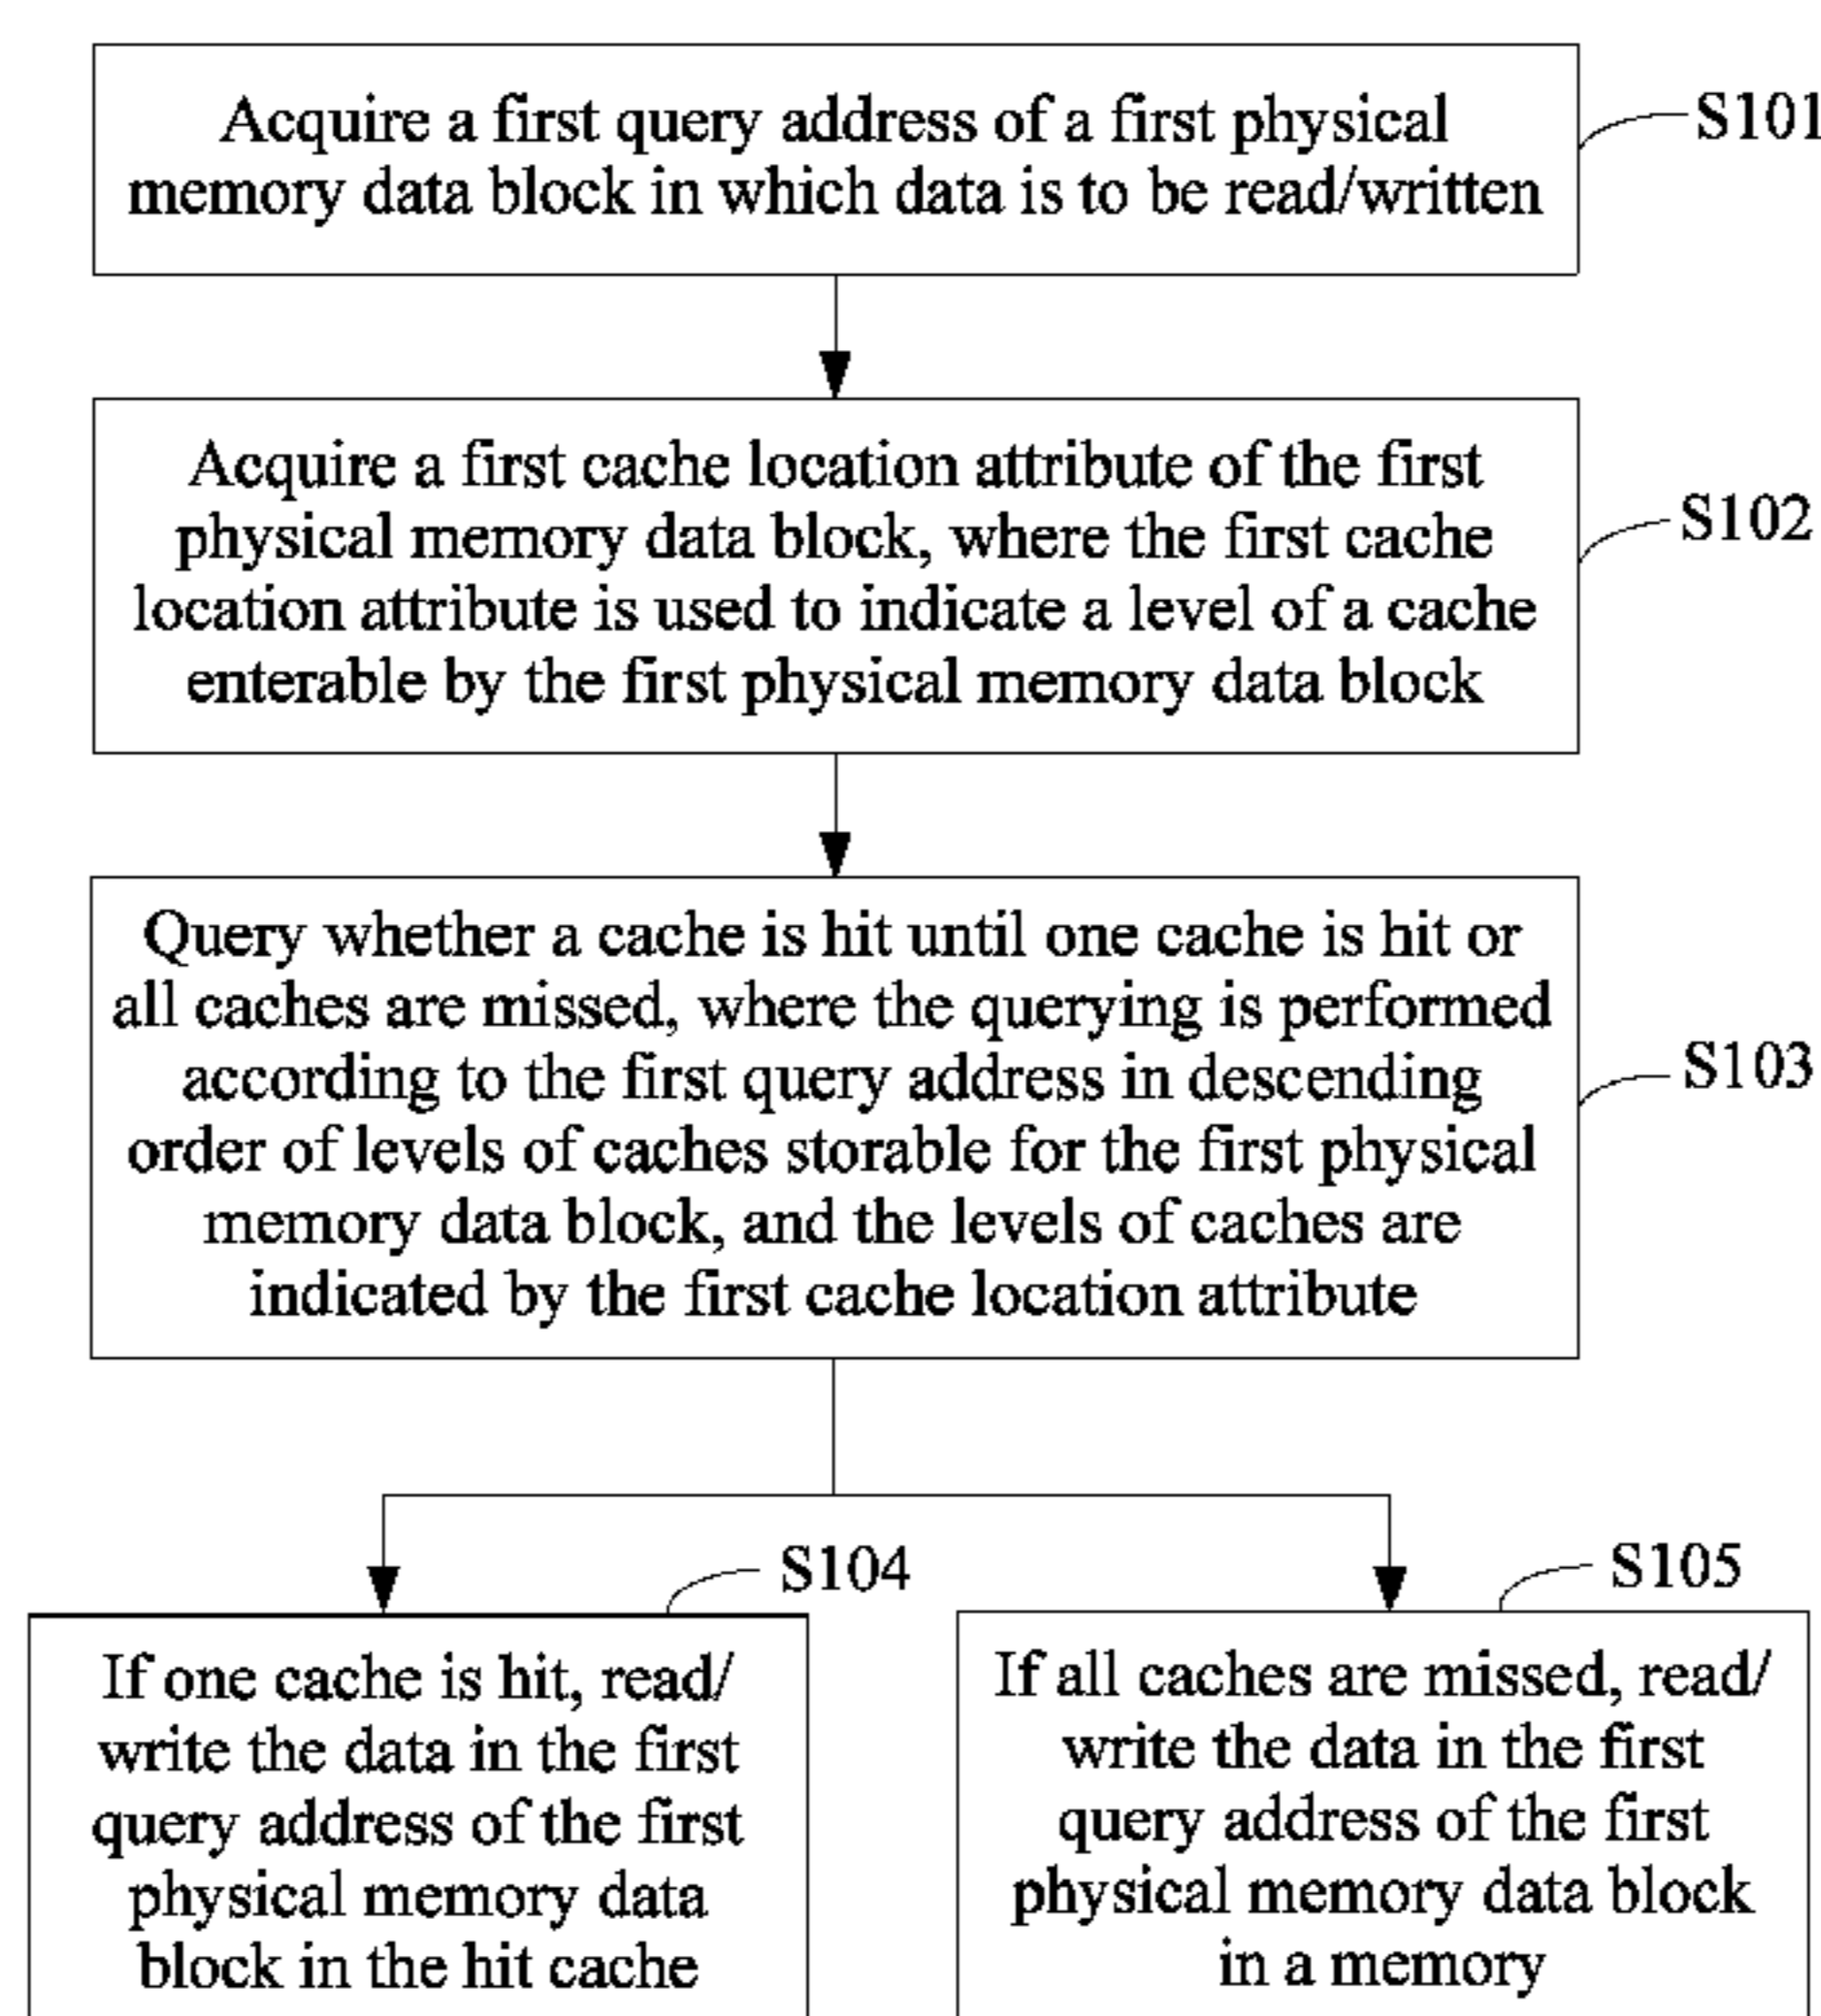 Acquire a first query address of a first physical
memory data block in which data is to be read/written
S101
Acquire a first cache location attribute of the first
physical memory data block, where the first cache
location attribute is used to indicate a level of a cache
enterable by the first physical memory data block
S102
Query whether a cache is hit until one cache is hit or
all caches are missed, where the querying is performed
according to the first query address in descending
order of levels of caches storable for the first physical
memory data block, and the levels of caches are
indicated by the first cache location attribute
S103
S104
If one cache is hit, read/
write the data in the first
query address of the first
physical memory data
block in the hit cache
S105
If all caches are missed, read/
write the data in the first
query address of the first
physical memory data block
in a memory